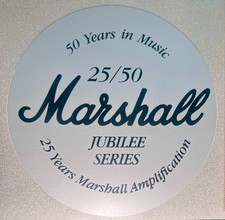 50 Years in Music
25/50
Marshall
JUBILEE
SERIES
25 Years Marshall Amplification